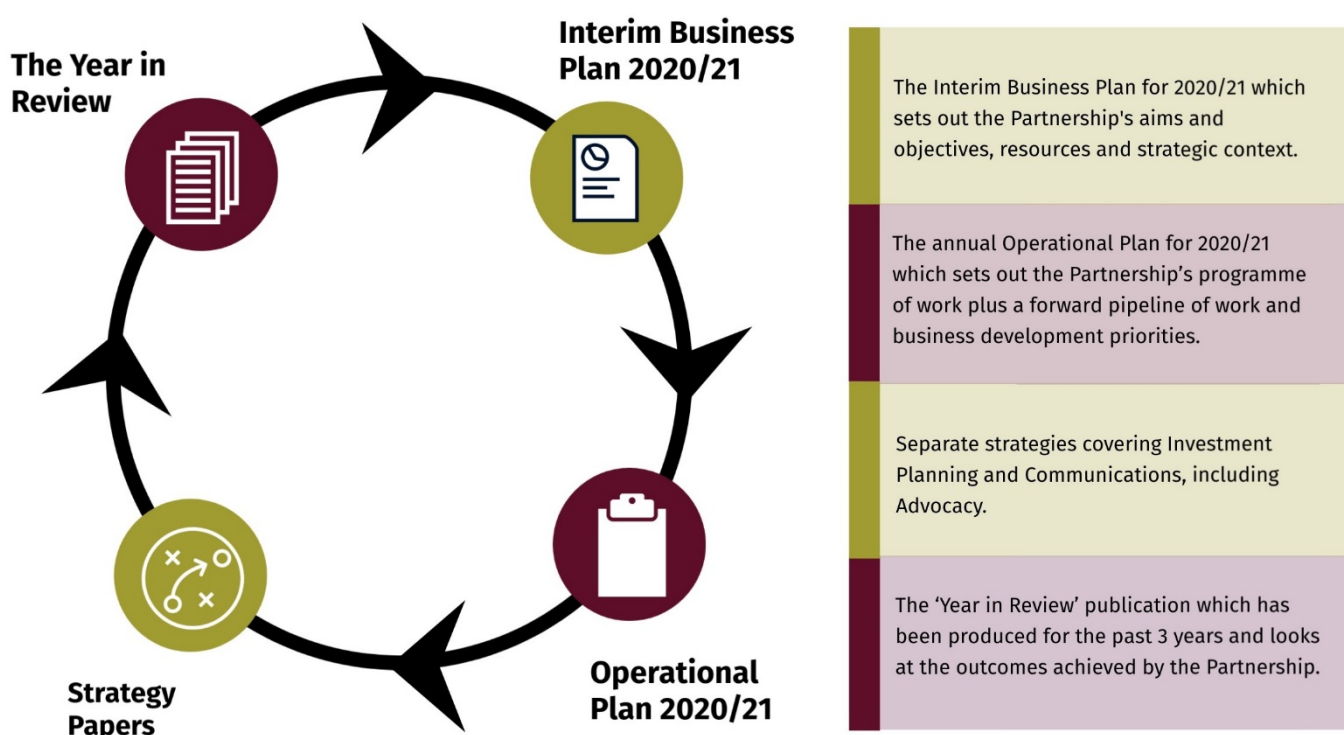 The Year in
Review
Interim Business
Plan 2020/21
Operational
Plan 2020/21
Strategy
Papers
The Interim Business Plan for 2020/21 which
sets out the Partnership's aims and
objectives, resources and strategic context.
The annual Operational Plan for 2020/21
which sets out the Partnership’s programme
of work plus a forward pipeline of work and
business development priorities.
Separate strategies covering Investment
Planning and Communications, including
Advocacy.
The ‘Year in Review’ publication which has
been produced for the past 3 years and looks
at the outcomes achieved by the Partnership.